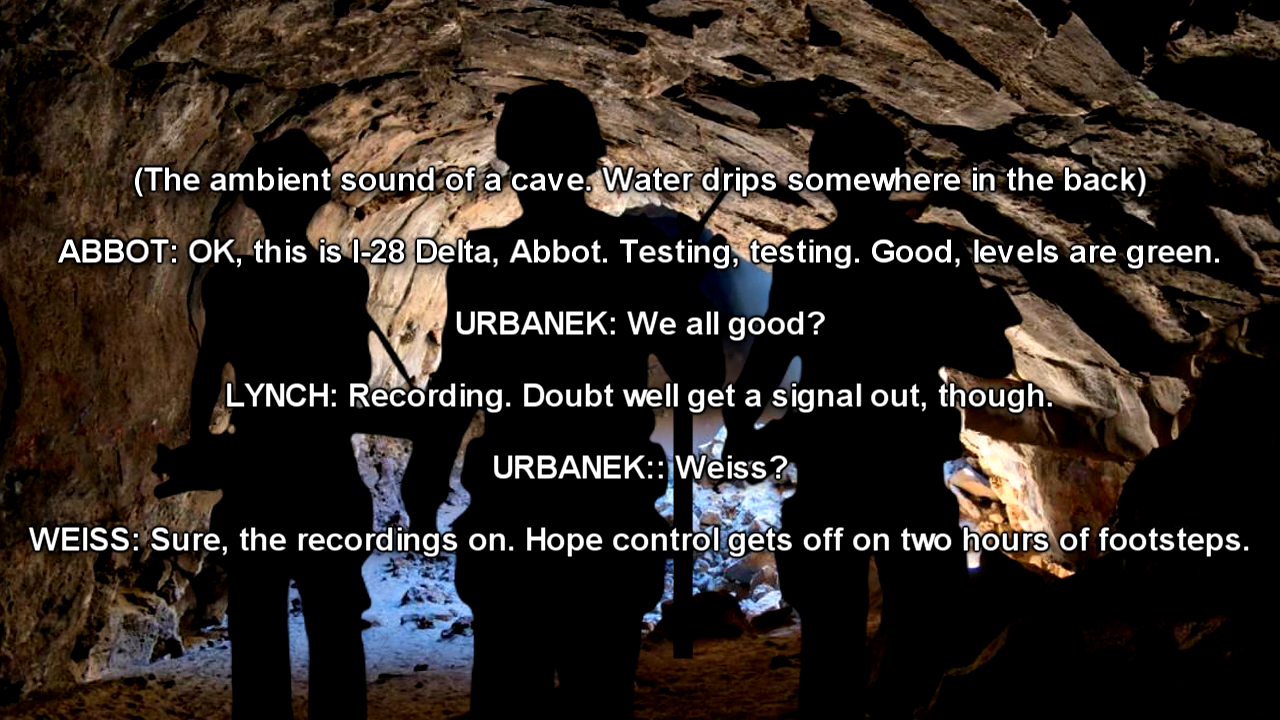 (The ambient sound of a cave. Water drips somewhere in the back)
ABBOT: OK, this is I-28 Delta, Abbot. Testing, testing. Good, levels are green.
URBANEK: We all good?
LYNCH: Recording. Doubt well get a signal out, though.
URBANEK:: Weiss?
WEISS: Sure, the recordings on. Hope control gets off on two hours of footsteps.